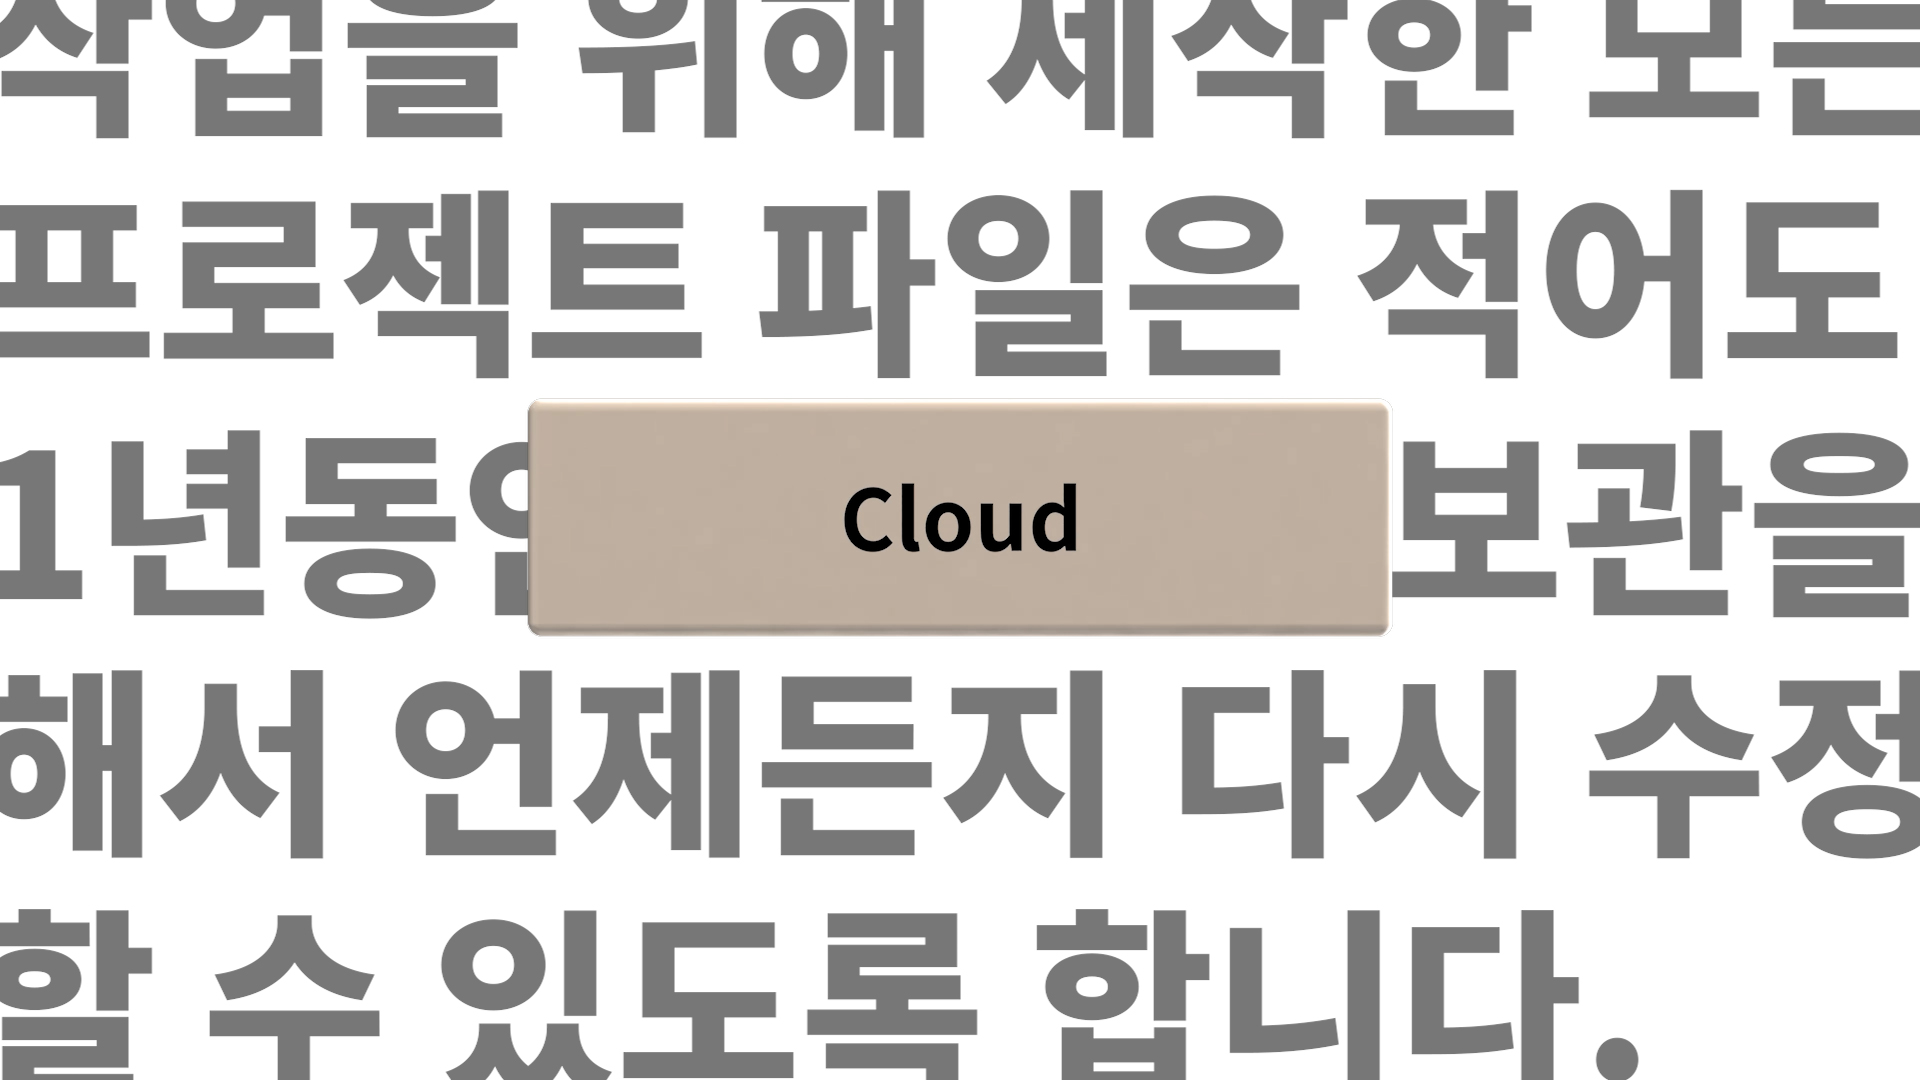 작업을 위해 제작한 모든
프로젝트 파일은 적어도
1년동안 Cloud 보관을
해서 언제든지 다시 수정
할 수 있도록 합니다.